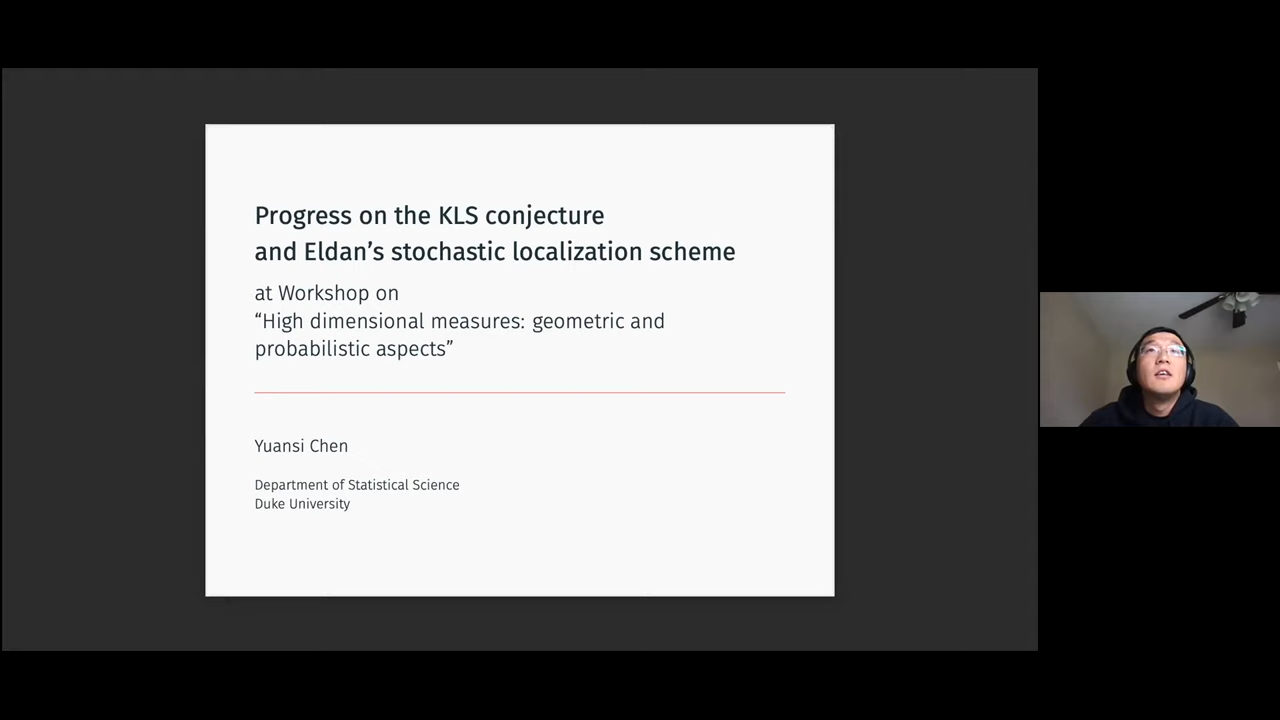 Progress on the KLS conjecture
and Eldan’s stochastic localization scheme
at Workshop on
“High dimensional measures: geometric and
probabilistic aspects”
Yuansi Chen
Department of Statistical Science
Duke University